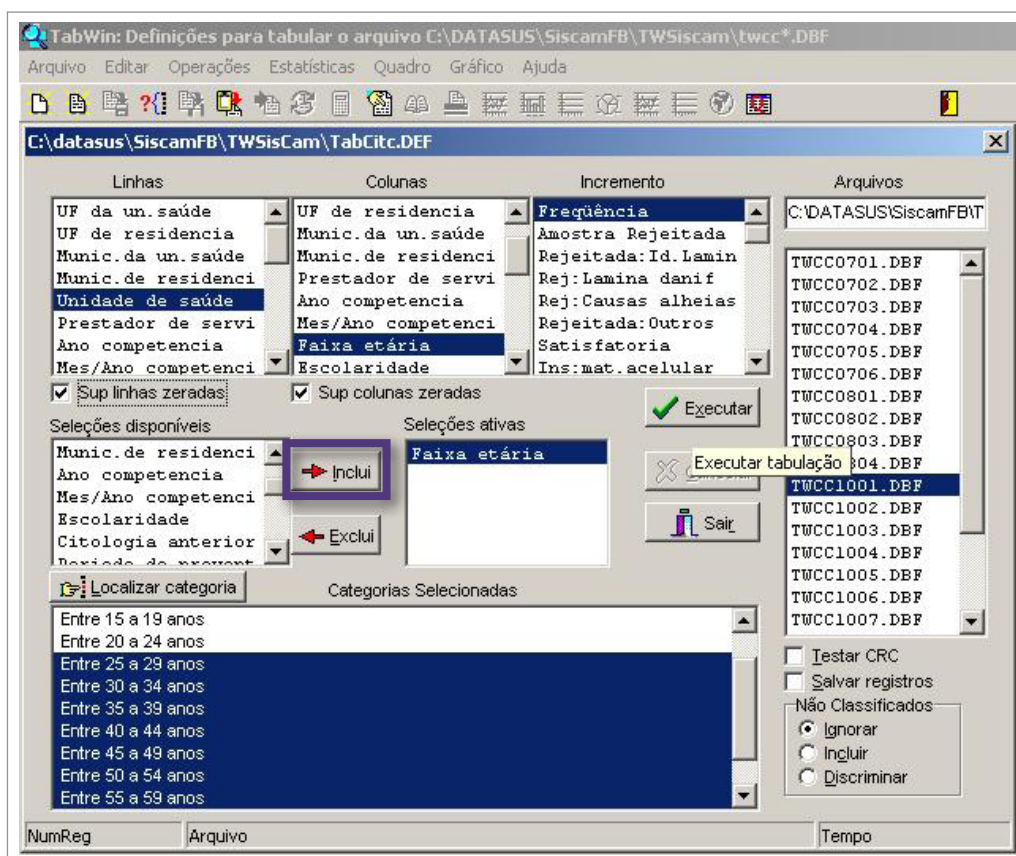 TabWin: Definições para tabular o arquivo C:\DATASUS\SiscamFB\TWSiscam\twcc*.DBF
Arquivo Editar Operações Estatísticas Quadro Gráfico Ajuda
C:\datasus\SiscamFB\TWSisCam\TabCitc.DEF
Linhas
UF da un.saúde
UF de residencia
Munic.da un.saúde
Munic.de residenci
Unidade de saúde
Prestador de servi
Ano competencia
Mes/Ano competenci
Sup linhas zeradas
Colunas
UF de residencia
Munic.da un.saúde
Munic.de residenci
Prestador de servi
Ano competencia
Mes/Ano competenci
Faixa etária
Escolaridade
Sup colunas zeradas
Incremento
Freqüência
Amostra Rejeitada
Rejeitada:Id.Lamin
Rej:Lamina danif
Rej:Causas alheias
Rejeitada:Outros
Satisfatoria
Ins:mat.acelular
Arquivos
C:\DATASUS\SiscamFB\T
TWCC0701.DBF
TWCC0702.DBF
TWCC0703.DBF
TWCC0704.DBF
TWCC0705.DBF
TWCC0706.DBF
TWCC0801.DBF
TWCC0802.DBF
TWCC0803.DBF
804.DBF
TWCC1001.DBF
TWCC1002.DBF
TWCC1003.DBF
TWCC1004.DBF
TWCC1005.DBF
TWCC1006.DBF
TWCC1007.DBF
Seleções disponíveis
Munic.de residenci
Ano competencia
Mes/Ano competenci
Escolaridade
Citologia anterior
Inclui
Exclui
Seleções ativas
Faixa etária
Executar
Executar tabulação
Sair
Localizar categoria
Categorias Selecionadas
Entre 15 a 19 anos
Entre 20 a 24 anos
Entre 25 a 29 anos
Entre 30 a 34 anos
Entre 35 a 39 anos
Entre 40 a 44 anos
Entre 45 a 49 anos
Entre 50 a 54 anos
Entre 55 a 59 anos
Testar CRC
Salvar registros
Não Classificados
Ignorar
Incluir
Discriminar
NumReg Arquivo Tempo